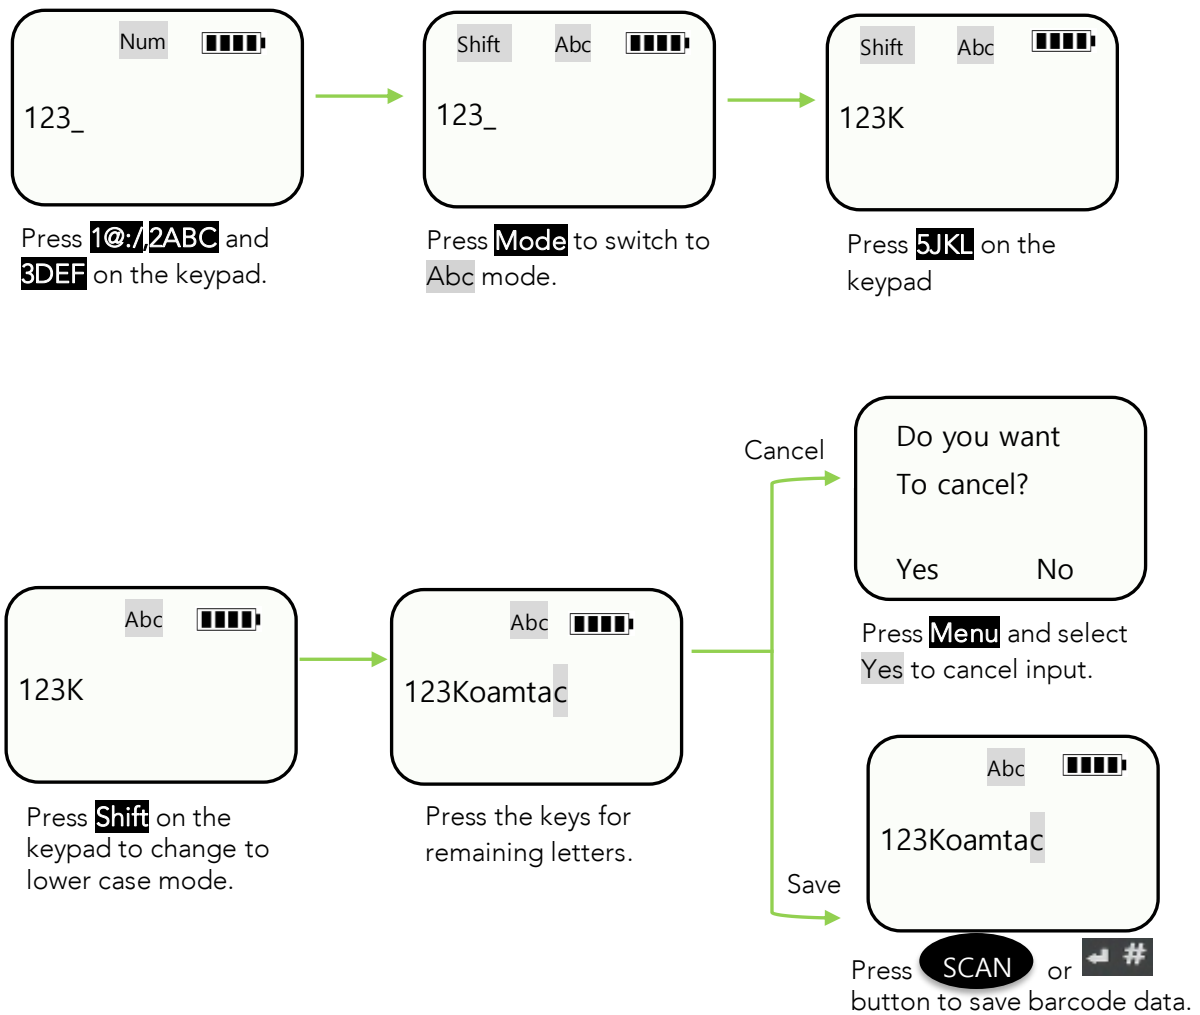 Num
123_
Press 1@:/,2ABC and
3DEF on the keypad.
Shift Abc
123_
Press Mode to switch to
Abc mode.
Shift Abc
123K
Press 5JKL on the
keypad
Abc
123K
Press Shift on the
keypad to change to
lower case mode.
Abc
123Koamtac
Press the keys for
remaining letters.
Cancel
Do you want
To cancel?
Yes No
Press Menu and select
Yes to cancel input.
Save
Abc
123Koamtac
Press SCAN or ↵ #
button to save barcode data.